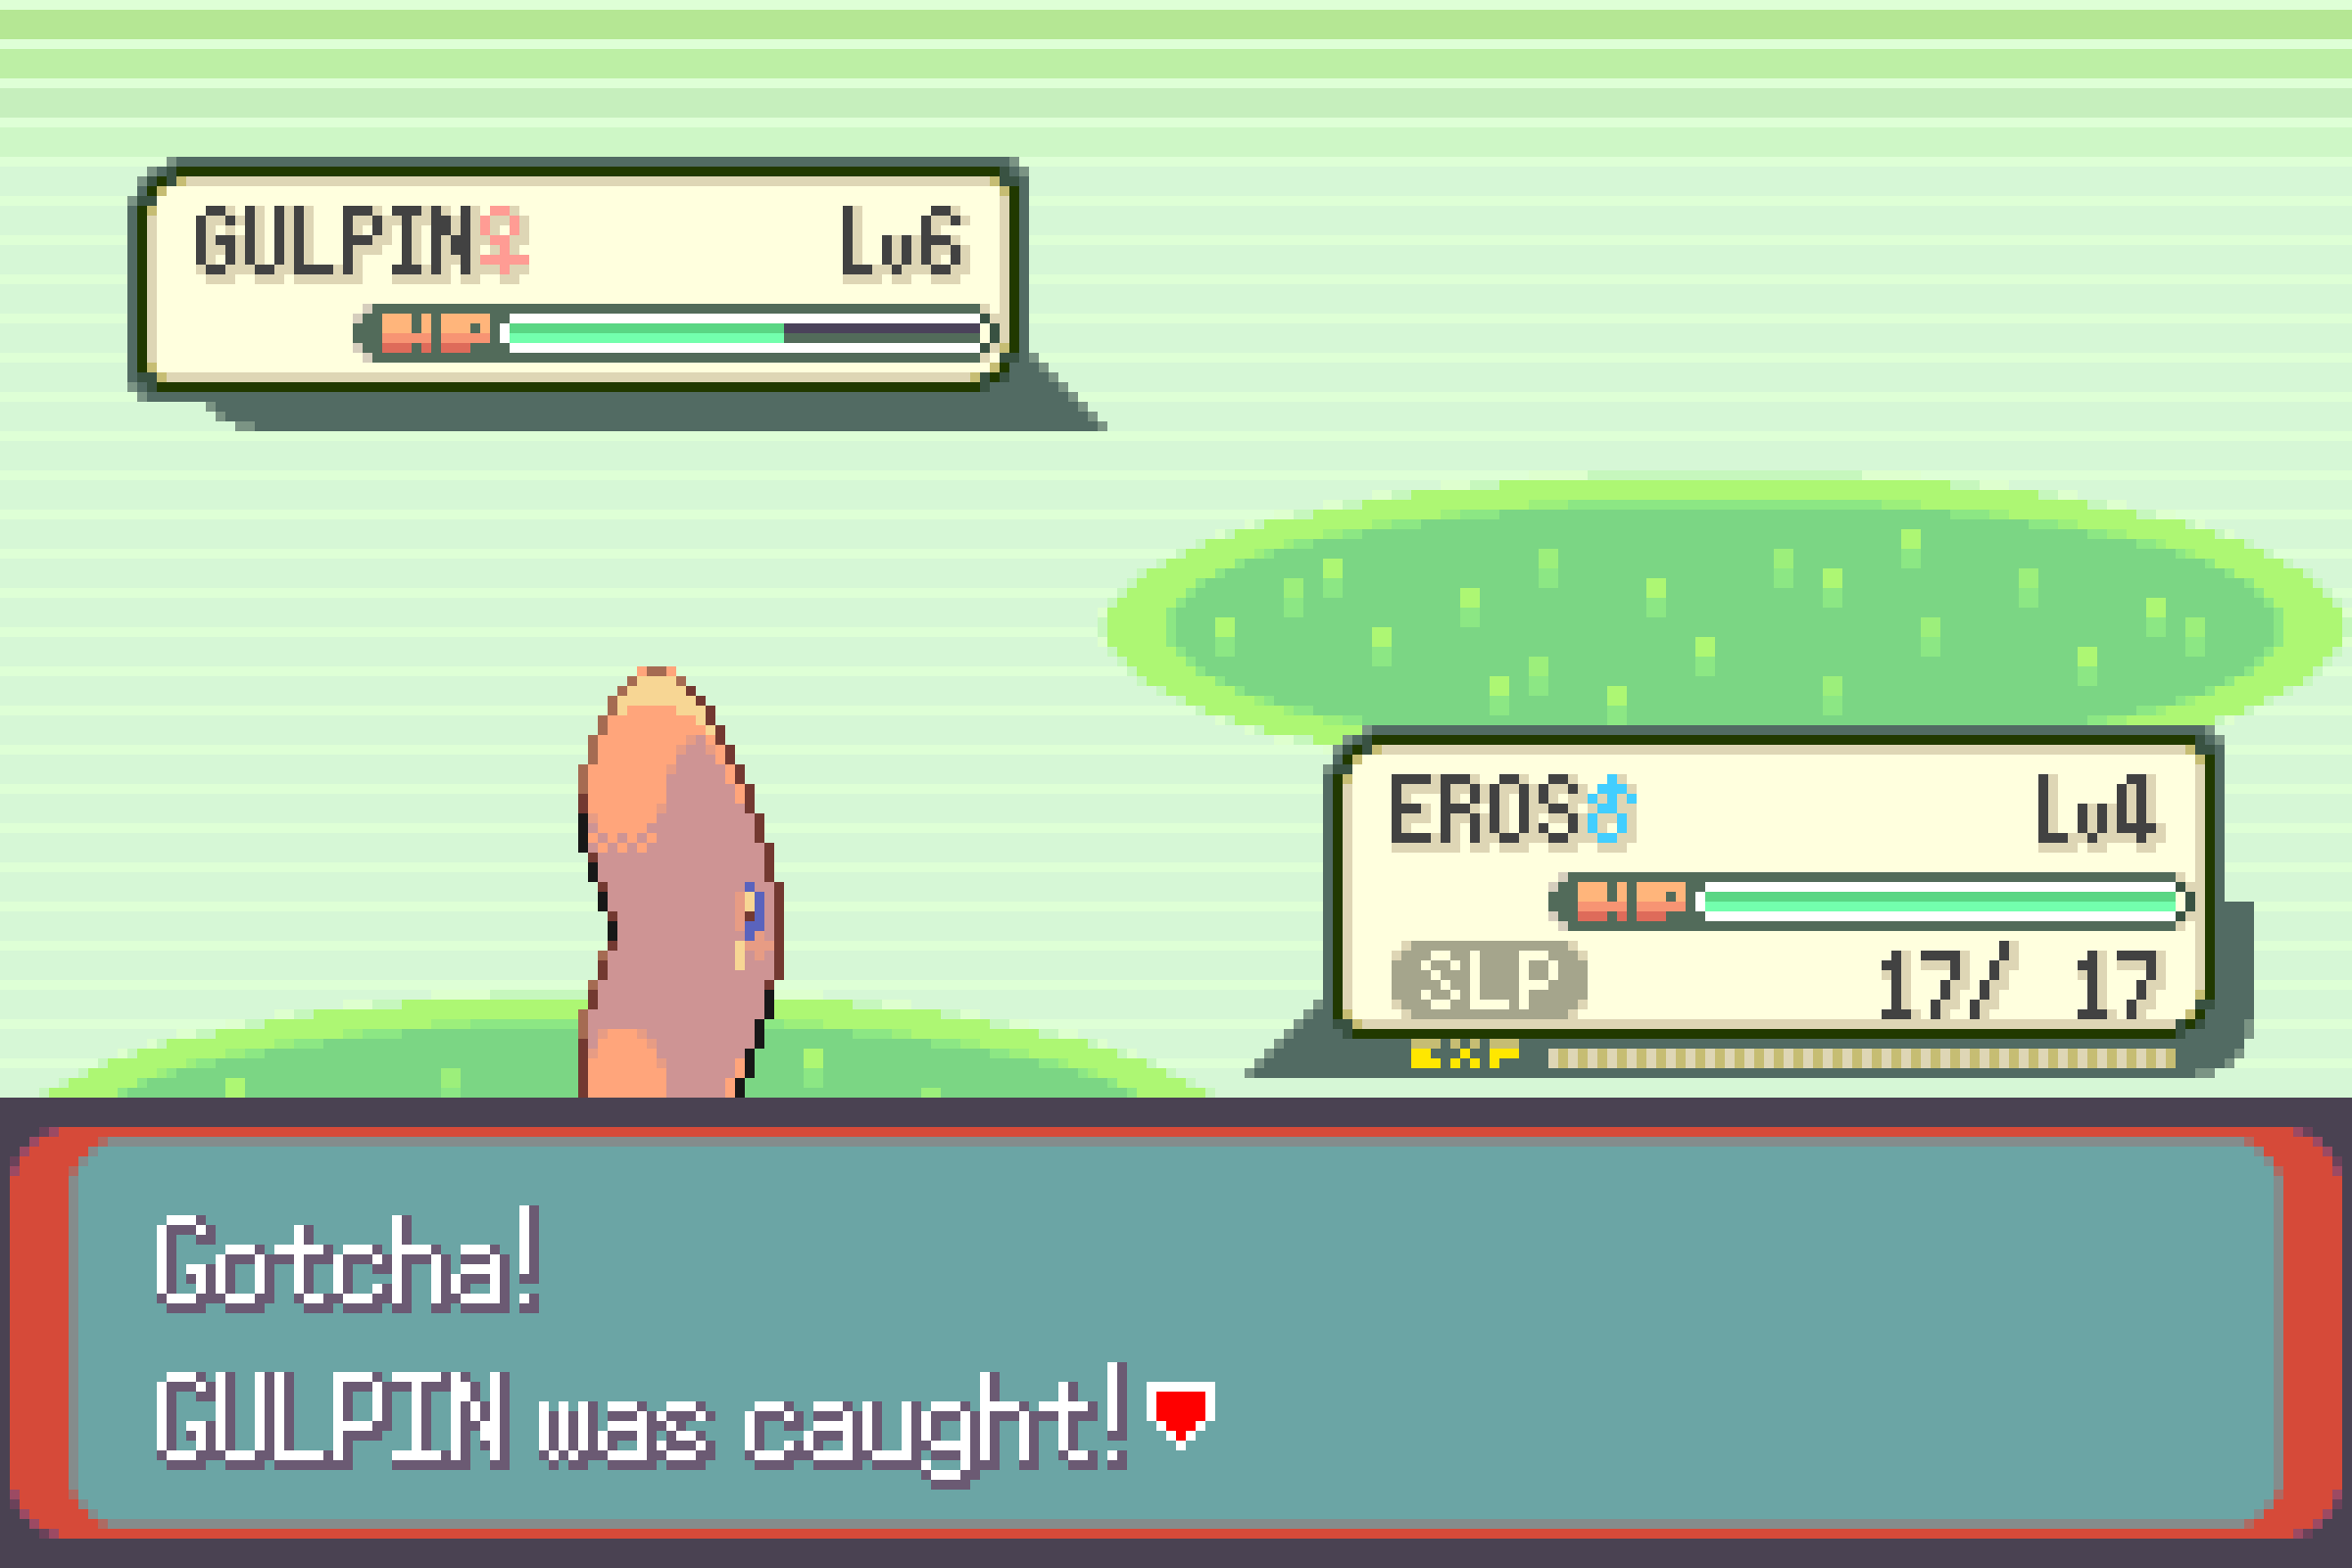 GULPIN♀ Lv6
HP
EROS♂ Lv4
HP
SLP 17/ 17
EXP
Gotcha!
GULPIN was caught!♥